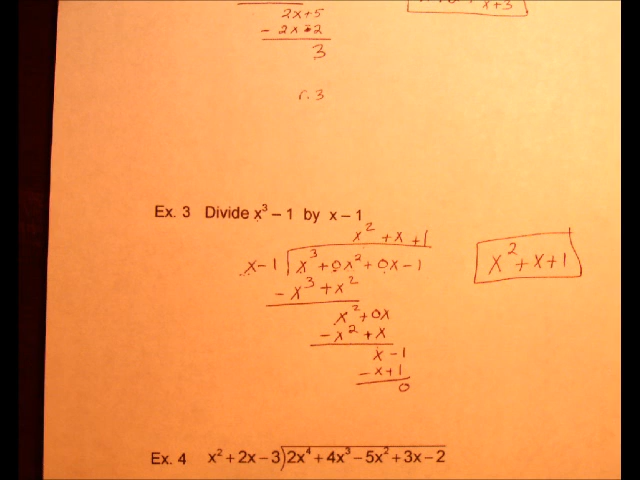 2x+5
- 2x-2
x+3
3
r. 3
Ex. 3 Divide x³ – 1 by x – 1
x² + x + 1
x-1 x³ + 0x² + 0x - 1
x² + x + 1
- x³ + x²
x² + 0x
- x² + x
x - 1
- x + 1
0
Ex. 4 x² + 2x – 3)2x⁴ + 4x³ – 5x² + 3x – 2